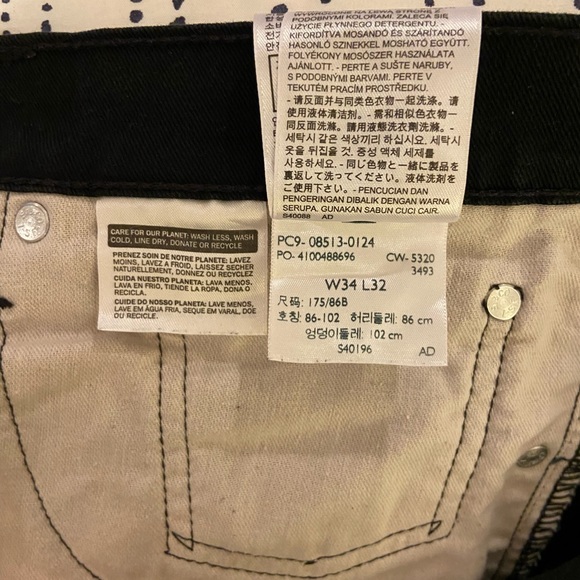 PODOBNYMI KOLORAMI. ZALECA SIĘ
UŻYCIE PŁYNNEGO DETERGENTU. -
KIFORDÍTVA MOSANDÓ ÉS SZÁRÍTANDÓ
HASONLÓ SZINEKKEL MOSHATÓ EGYÜTT.
FOLYÉKONY MOSÓSZER HASZNÁLATA
AJÁNLOTT. - PERTE A SUŠTE NARUBY,
S PODOBNÝMI BARVAMI. PERTE V
TEKUTÉM PRACÍM PROSTŘEDKU.
- 请反面并与同类色衣物一起洗涤。请
使用液体清洁剂。- 需和相似色衣物一
同反面洗滌。請用液態洗衣劑洗滌。-
세탁시 같은 색상끼리 하십시요. 세탁시
옷을 뒤집을 것. 중성 액체 세제를
사용하세요. - 同じ色のものと一緒に製品を
裏返して洗ってください。液体洗剤をご
使用ください。- PENCUCIAN DAN
PENGERINGAN DIBALIK DENGAN WARNA
SERUPA. GUNAKAN SABUN CUCI CAIR.
S40088 AD
CARE FOR OUR PLANET: WASH LESS, WASH
COLD, LINE DRY, DONATE OR RECYCLE.
PRENEZ SOIN DE NOTRE PLANETE: LAVEZ
MOINS, LAVEZ A FROID, LAISSEZ SECHER
NATURELLEMENT, DONNEZ OU RECYCLEZ
CUIDA NUESTRO PLANETA: LAVA MENOS,
LAVA EN FRIO, TIENDE LA ROPA, DONA O
RECICLA.
CUIDE DO NOSSO PLANETA: LAVE MENOS,
LAVE EM ÁGUA FRIA, SEQUE EM VARAL, DOE
OU RECICLE.
PC9- 08513-0124
PO- 4100488696 CW- 5320
3493
W34 L32
尺码: 175/86B
호칭: 86-102 허리둘레: 86 cm
엉덩이둘레: 102 cm
S40196 AD